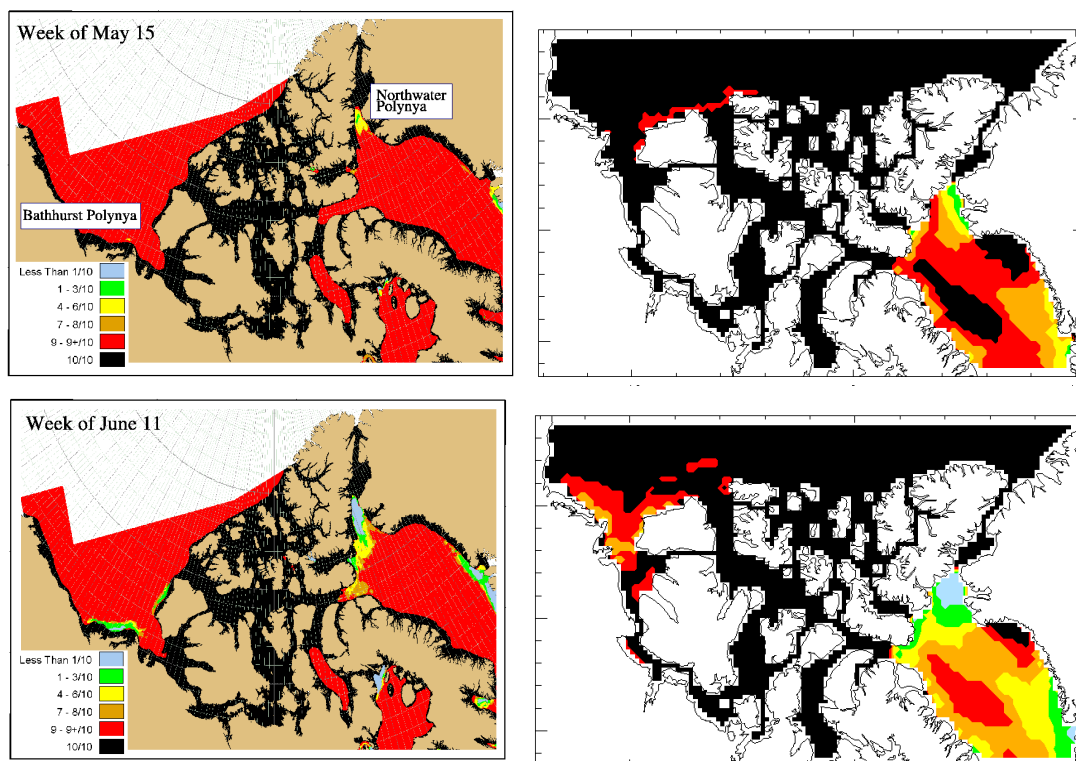 Week of May 15
Northwater
Polynya
Bathhurst Polynya
Less Than 1/10
1 - 3/10
4 - 6/10
7 - 8/10
9 - 9+/10
10/10
Week of June 11
Less Than 1/10
1 - 3/10
4 - 6/10
7 - 8/10
9 - 9+/10
10/10